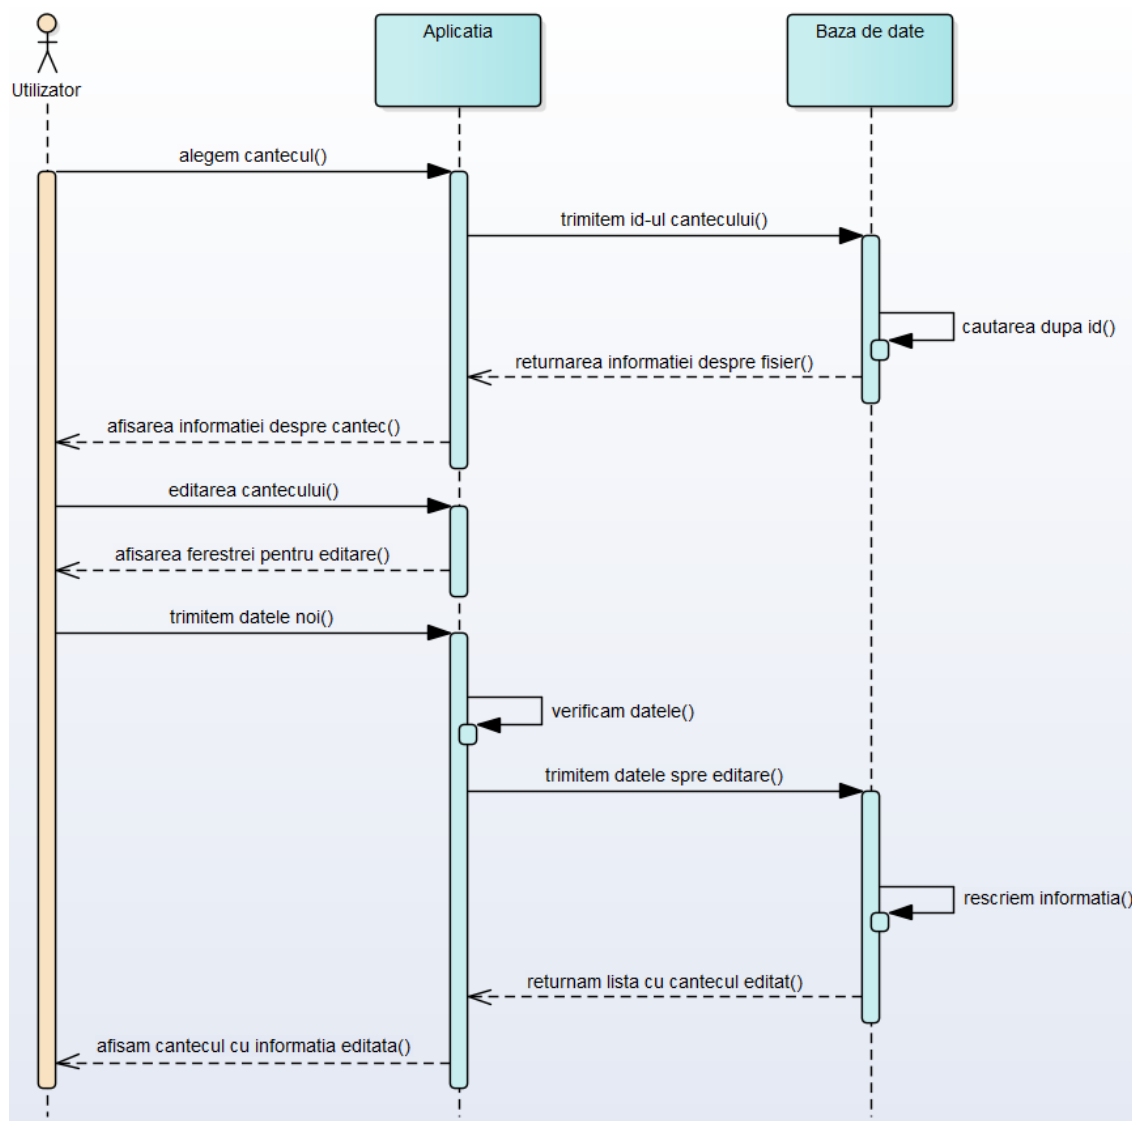 Aplicatia
Baza de date
Utilizator
alegem cantecul()
trimitem id-ul cantecului()
cautarea dupa id()
returnarea informatiei despre fisier()
afisarea informatiei despre cantec()
editarea cantecului()
afisarea ferestrei pentru editare()
trimitem datele noi()
verificam datele()
trimitem datele spre editare()
rescriem informatia()
returnam lista cu cantecul editat()
afisam cantecul cu informatia editata()